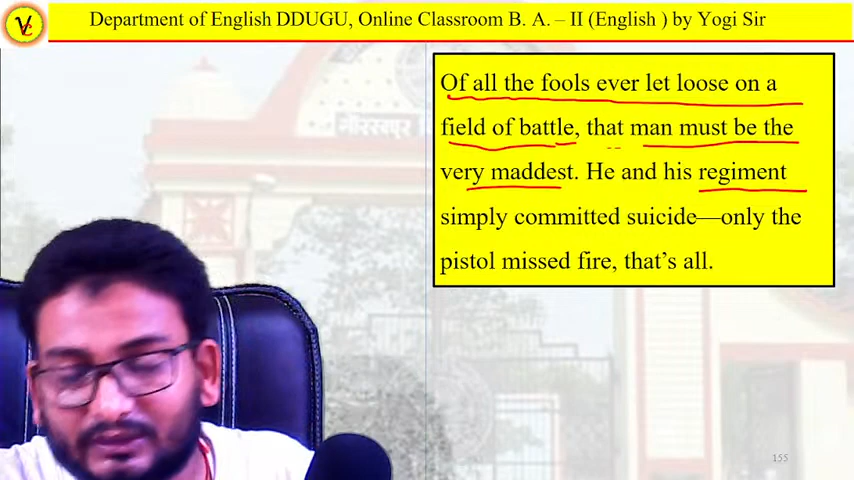 Department of English DDUGU, Online Classroom B. A. – II (English ) by Yogi Sir
Of all the fools ever let loose on a
field of battle, that man must be the
very maddest. He and his regiment
simply committed suicide—only the
pistol missed fire, that’s all.
155